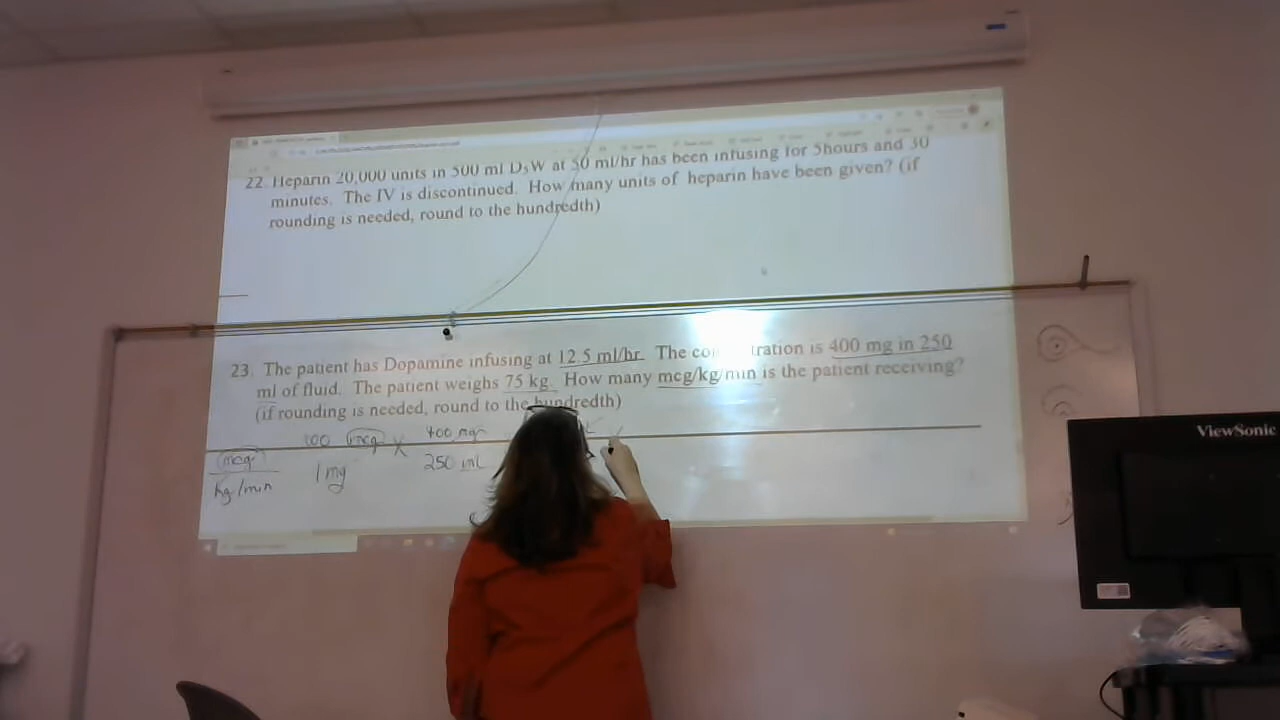 22. Heparin 20,000 units in 500 ml D5W at 50 ml/hr has been infusing for 5hours and 30
minutes. The IV is discontinued. How many units of heparin have been given? (if
rounding is needed, round to the hundredth)
23. The patient has Dopamine infusing at 12.5 ml/hr. The tration is 400 mg in 250
ml of fluid. The patient weighs 75 kg. How many mcg/kg/min is the patient receiving?
(if rounding is needed, round to the hundredth)
mcg mcg X 400 mg
kg/min 1 mg 250 mL
ViewSonic